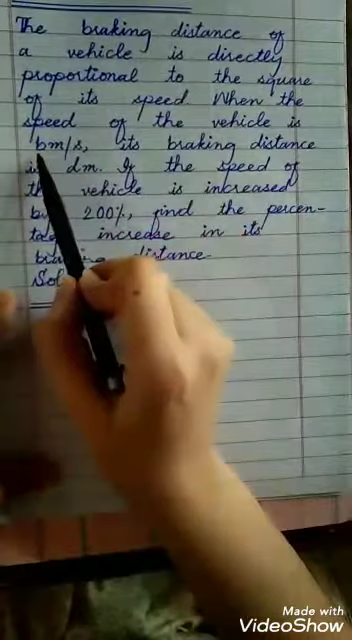 The braking distance of
a vehicle is directly
proportional to the square
of its speed. When the
speed of the vehicle is
bm/s, its braking distance
dm. If the speed of
vehicle is increased
200%, find the percen-
increase in its
distance.
Sol
Made with
VideoShow